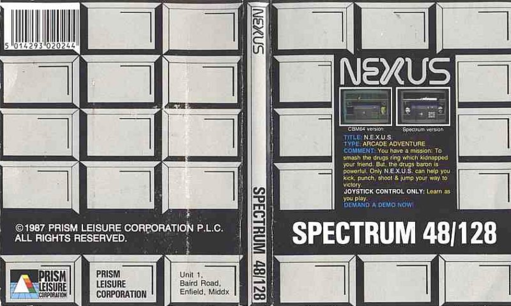 5 014293 020244
©1987 PRISM LEISURE CORPORATION P.L.C.
ALL RIGHTS RESERVED.
PRISM
LEISURE
CORPORATION
PRISM
LEISURE
CORPORATION
Unit 1,
Baird Road,
Enfield, Middx
NEXUS
SPECTRUM 48/128
NEXUS
CBM64 version
Spectrum version
TITLE: N.E.X.U.S.
TYPE: ARCADE ADVENTURE
COMMENT: You have a mission: To
smash the drugs ring which kidnapped
your friend. But, the drugs baron is
powerful. Only N.E.X.U.S. can help you
kick, punch, shoot & jump your way to
victory.
JOYSTICK CONTROL ONLY: Learn as
you play.
DEMAND A DEMO NOW!
SPECTRUM 48/128